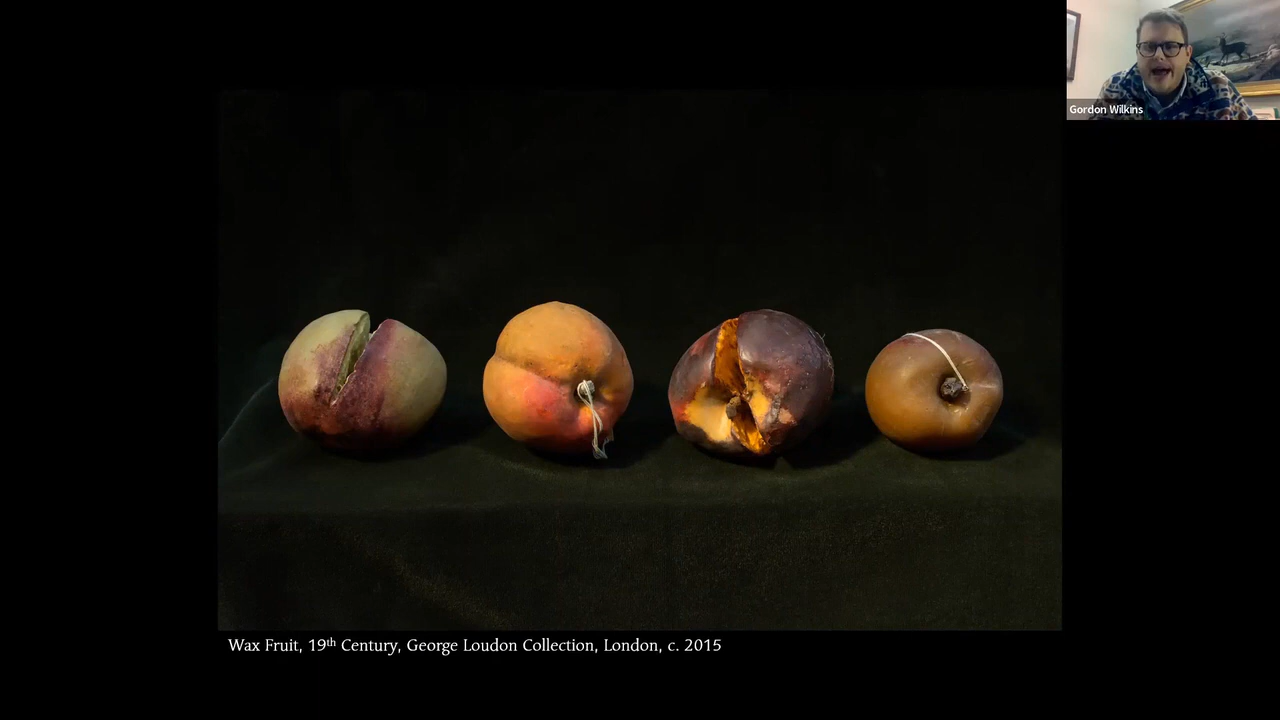 Gordon Wilkins
Wax Fruit, 19th Century, George Loudon Collection, London, c. 2015